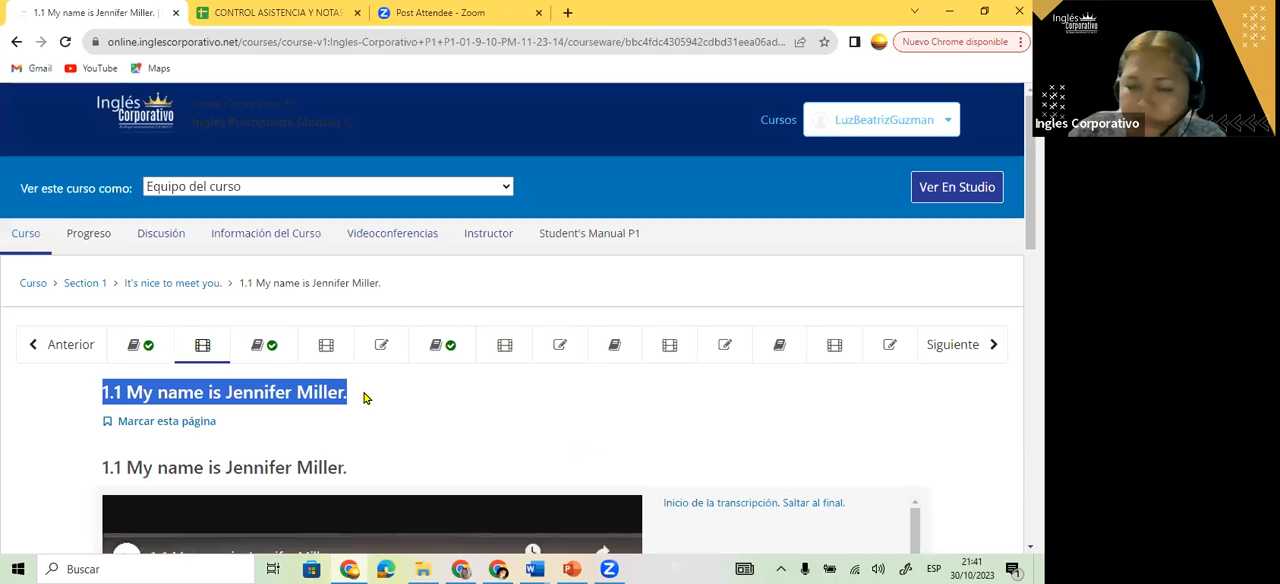 1.1 My name is Jennifer Miller. |
CONTROL ASISTENCIA Y NOTAS
Post Attendee - Zoom
online.inglescorporativo.net/courses/course-v1:Ingles-Corporativo+P1+P1-01-9-10-PM-11-23-14/courseware/bbc4fdc4305942cdbd31eea06ad...
Nuevo Chrome disponible
Gmail
YouTube
Maps
Inglés
Corporativo
Inglés Principiante Módulo 1
Cursos
LuzBeatrizGuzman
Ver este curso como:
Equipo del curso
Ver En Studio
Curso
Progreso
Discusión
Información del Curso
Videoconferencias
Instructor
Student's Manual P1
Curso > Section 1 > It's nice to meet you. > 1.1 My name is Jennifer Miller.
Anterior
Siguiente
1.1 My name is Jennifer Miller.
Marcar esta página
1.1 My name is Jennifer Miller.
Inicio de la transcripción. Saltar al final.
Buscar
ESP
21:41
30/10/2023
Inglés
Corporativo
Ingles Corporativo